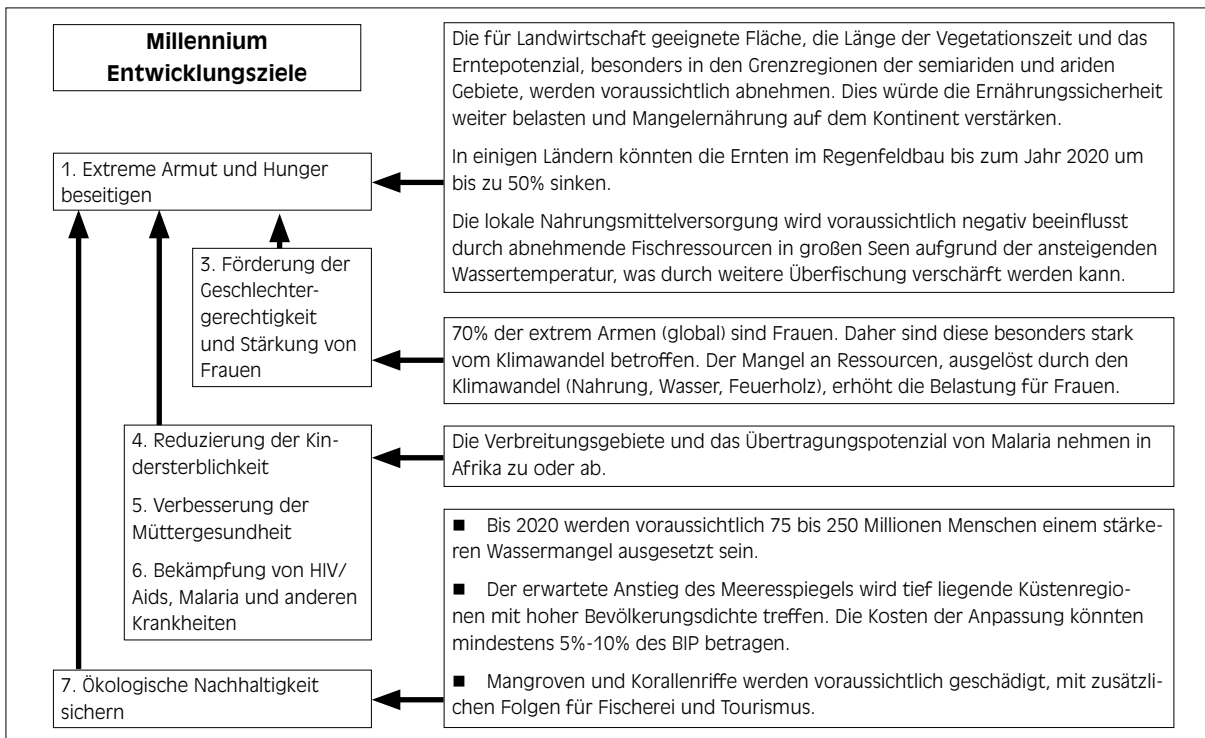 Millennium
Entwicklungsziele
Die für Landwirtschaft geeignete Fläche, die Länge der Vegetationszeit und das
Erntepotenzial, besonders in den Grenzregionen der semiariden und ariden
Gebiete, werden voraussichtlich abnehmen. Dies würde die Ernährungssicherheit
weiter belasten und Mangelernährung auf dem Kontinent verstärken.
In einigen Ländern könnten die Ernten im Regenfeldbau bis zum Jahr 2020 um
bis zu 50% sinken.
Die lokale Nahrungsmittelversorgung wird voraussichtlich negativ beeinflusst
durch abnehmende Fischressourcen in großen Seen aufgrund der ansteigenden
Wassertemperatur, was durch weitere Überfischung verschärft werden kann.
1. Extreme Armut und Hunger
beseitigen
3. Förderung der
Geschlechter-
gerechtigkeit
und Stärkung von
Frauen
70% der extrem Armen (global) sind Frauen. Daher sind diese besonders stark
vom Klimawandel betroffen. Der Mangel an Ressourcen, ausgelöst durch den
Klimawandel (Nahrung, Wasser, Feuerholz), erhöht die Belastung für Frauen.
4. Reduzierung der Kin-
dersterblichkeit
5. Verbesserung der
Müttergesundheit
6. Bekämpfung von HIV/
Aids, Malaria und anderen
Krankheiten
Die Verbreitungsgebiete und das Übertragungspotenzial von Malaria nehmen in
Afrika zu oder ab.
■ Bis 2020 werden voraussichtlich 75 bis 250 Millionen Menschen einem stärke-
ren Wassermangel ausgesetzt sein.
■ Der erwartete Anstieg des Meeresspiegels wird tief liegende Küstenregio-
nen mit hoher Bevölkerungsdichte treffen. Die Kosten der Anpassung könnten
mindestens 5%-10% des BIP betragen.
■ Mangroven und Korallenriffe werden voraussichtlich geschädigt, mit zusätzli-
chen Folgen für Fischerei und Tourismus.
7. Ökologische Nachhaltigkeit
sichern